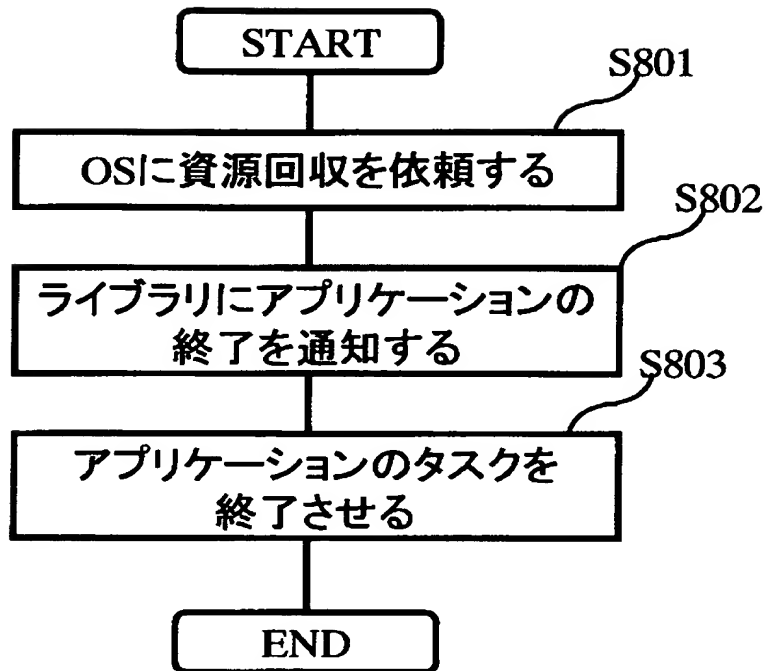 START
S801
OSに資源回収を依頼する
S802
ライブラリにアプリケーションの
終了を通知する
S803
アプリケーションのタスクを
終了させる
END